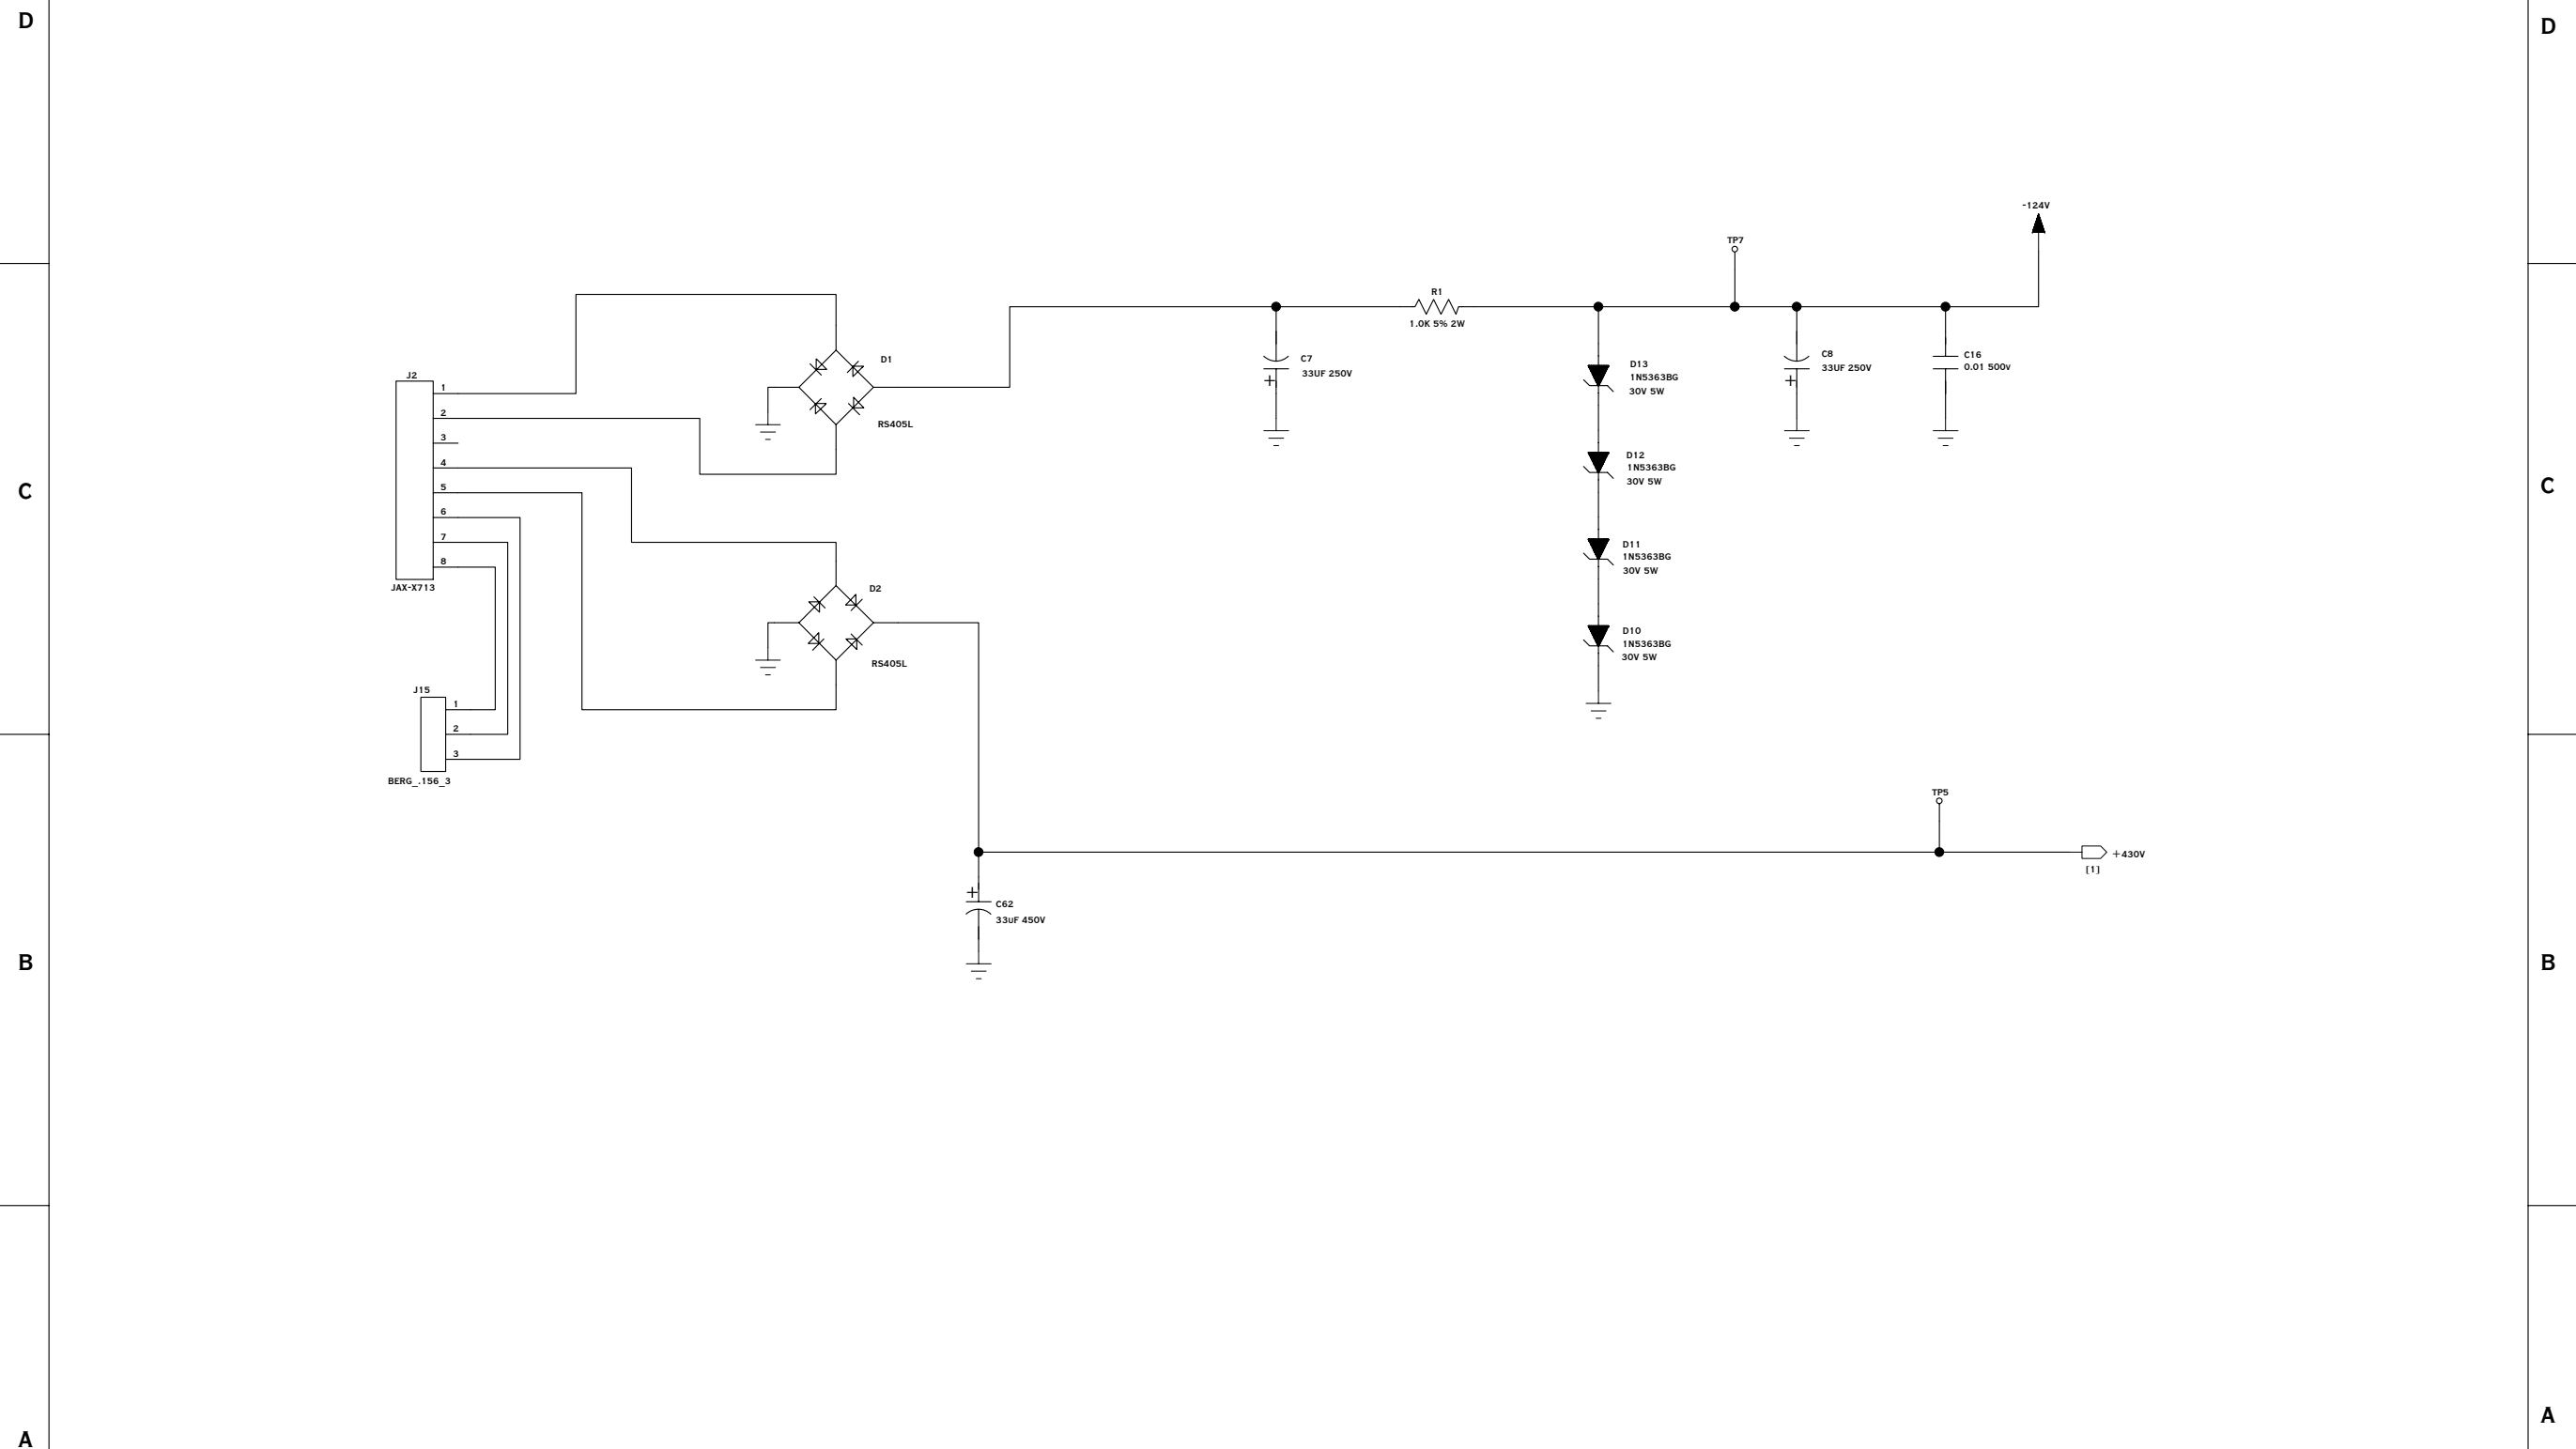 D
D
-124V
TP7
R1
1.0K 5% 2W
D1
RS405L
C7
33UF 250V
D13
1N5363BG
30V 5W
C8
33UF 250V
C16
0.01 500v
J2
1
2
3
4
5
6
7
8
JAX-X713
D12
1N5363BG
30V 5W
C
C
D11
1N5363BG
30V 5W
D2
RS405L
D10
1N5363BG
30V 5W
J15
1
2
3
BERG_.156_3
TP5
+430V
[1]
+
C62
33uF 450V
+
+
B
B
A
A